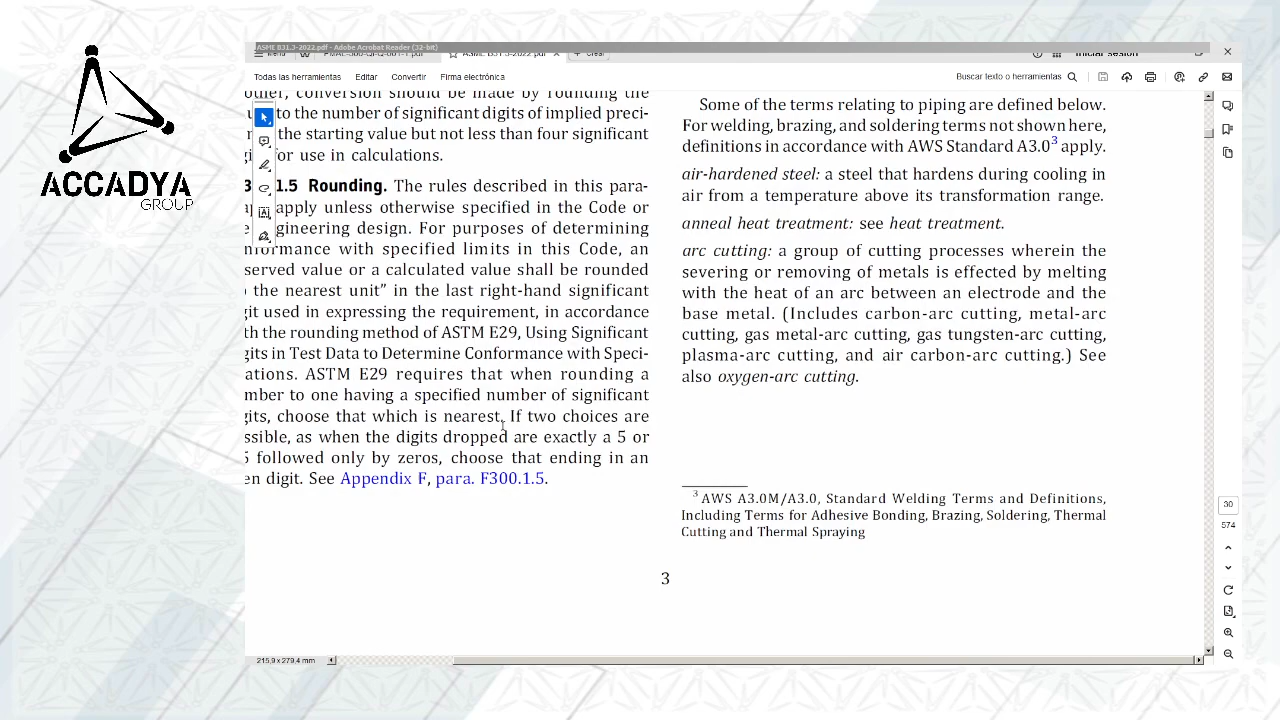 ACCADYA
GROUP
ASME B31.3-2022.pdf - Adobe Acrobat Reader (32-bit)
Menú
ASME B31.3-2022.pdf
Crear
Iniciar sesión
Todas las herramientas
Editar
Convertir
Firma electrónica
Buscar texto o herramientas
conversion should be made by rounding the
to the number of significant digits of implied preci-
the starting value but not less than four significant
for use in calculations.
1.5 Rounding. The rules described in this para-
apply unless otherwise specified in the Code or
gineering design. For purposes of determining
nformance with specified limits in this Code, an
served value or a calculated value shall be rounded
the nearest unit” in the last right-hand significant
git used in expressing the requirement, in accordance
th the rounding method of ASTM E29, Using Significant
gits in Test Data to Determine Conformance with Speci-
ations. ASTM E29 requires that when rounding a
mber to one having a specified number of significant
gits, choose that which is nearest. If two choices are
ssible, as when the digits dropped are exactly a 5 or
5 followed only by zeros, choose that ending in an
en digit. See Appendix F, para. F300.1.5.
Some of the terms relating to piping are defined below.
For welding, brazing, and soldering terms not shown here,
definitions in accordance with AWS Standard A3.0³ apply.
air-hardened steel: a steel that hardens during cooling in
air from a temperature above its transformation range.
anneal heat treatment: see heat treatment.
arc cutting: a group of cutting processes wherein the
severing or removing of metals is effected by melting
with the heat of an arc between an electrode and the
base metal. (Includes carbon-arc cutting, metal-arc
cutting, gas metal-arc cutting, gas tungsten-arc cutting,
plasma-arc cutting, and air carbon-arc cutting.) See
also oxygen-arc cutting.
³ AWS A3.0M/A3.0, Standard Welding Terms and Definitions,
Including Terms for Adhesive Bonding, Brazing, Soldering, Thermal
Cutting and Thermal Spraying
3
30
574
215,9 x 279,4 mm